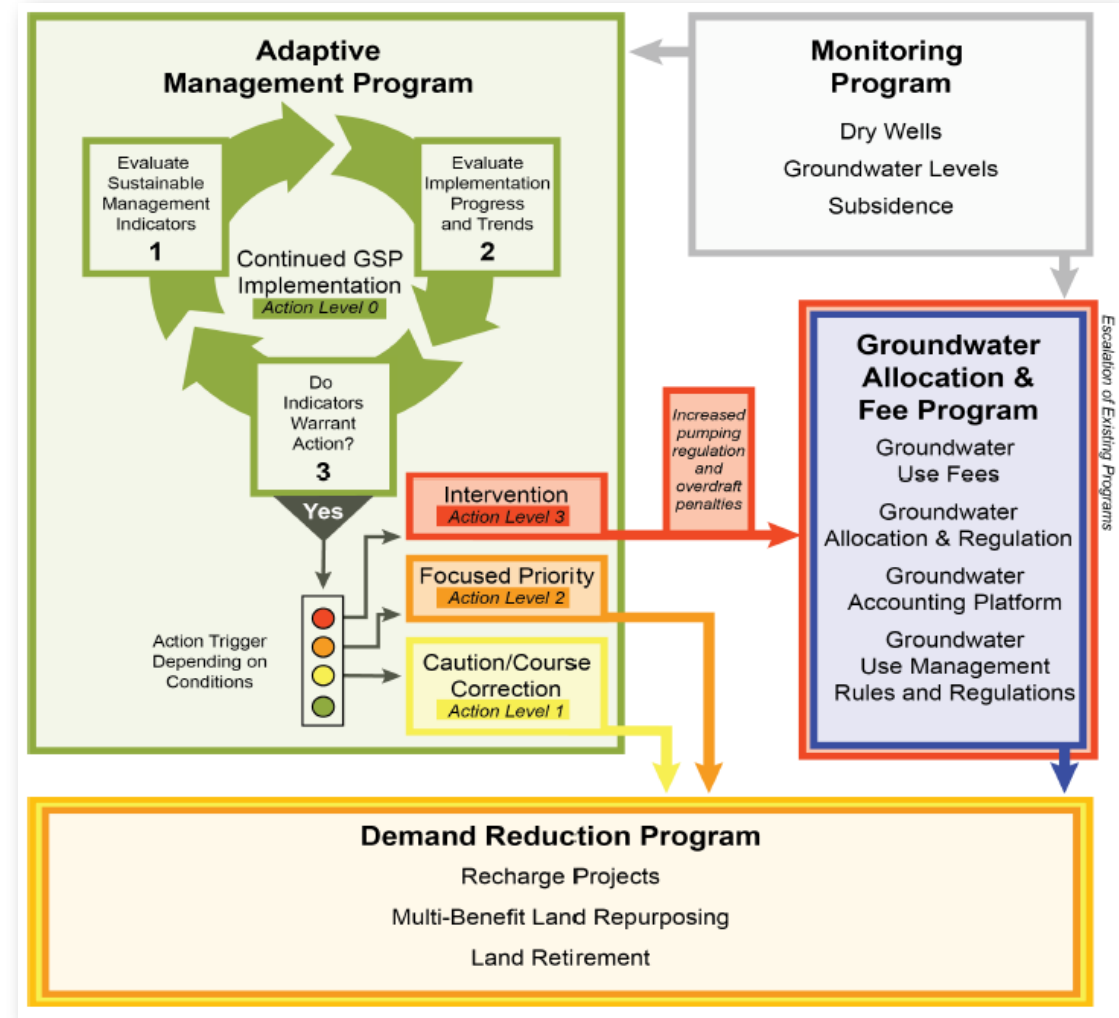 Adaptive
Management Program
Evaluate
Sustainable
Management
Indicators
1
Evaluate
Implementation
Progress
and Trends
2
Continued GSP
Implementation
Action Level 0
Do
Indicators
Warrant
Action?
3
Yes
Action Trigger
Depending on
Conditions
Intervention
Action Level 3
Focused Priority
Action Level 2
Caution/Course
Correction
Action Level 1
Increased
pumping
regulation
and
overdraft
penalties
Monitoring
Program
Dry Wells
Groundwater Levels
Subsidence
Groundwater
Allocation &
Fee Program
Groundwater
Use Fees
Groundwater
Allocation & Regulation
Groundwater
Accounting Platform
Groundwater
Use Management
Rules and Regulations
Escalation of Existing Programs
Demand Reduction Program
Recharge Projects
Multi-Benefit Land Repurposing
Land Retirement